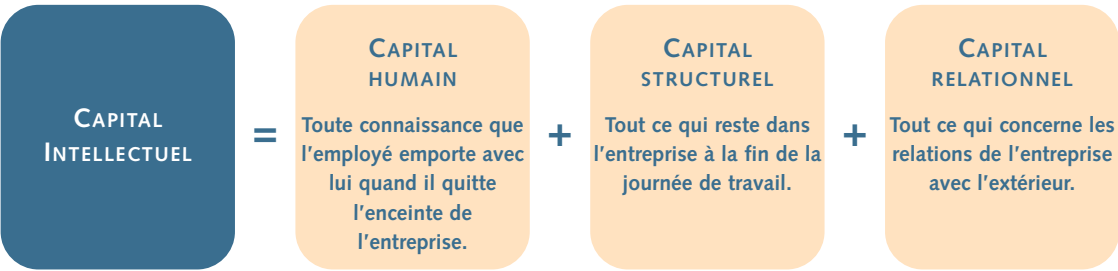 CAPITAL
INTELLECTUEL
=
CAPITAL
HUMAIN
Toute connaissance que
l'employé emporte avec
lui quand il quitte
l'enceinte de
l'entreprise.
+
CAPITAL
STRUCTUREL
Tout ce qui reste dans
l'entreprise à la fin de la
journée de travail.
+
CAPITAL
RELATIONNEL
Tout ce qui concerne les
relations de l'entreprise
avec l'extérieur.